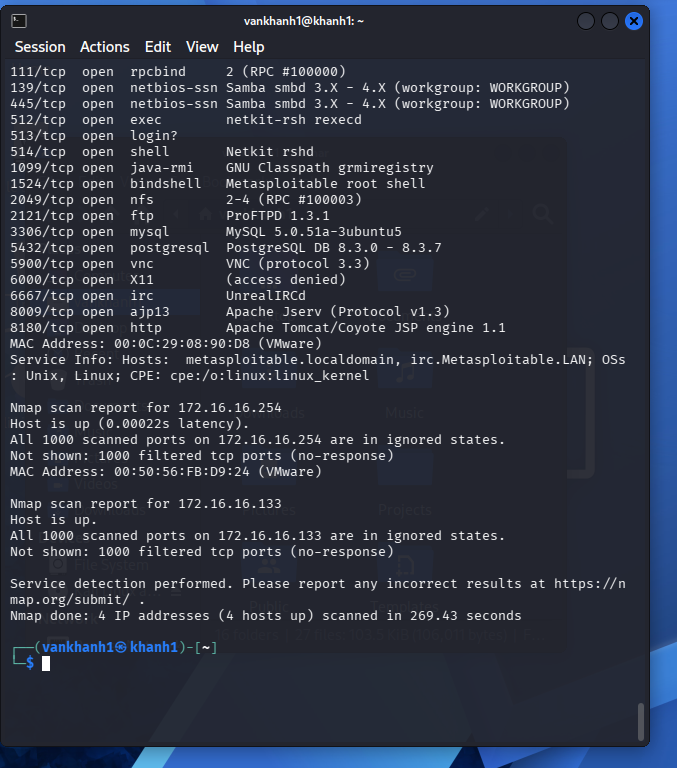 vankhanh1@khanh1: ~
Session Actions Edit View Help
111/tcp open rpcbind 2 (RPC #100000)
139/tcp open netbios-ssn Samba smbd 3.X - 4.X (workgroup: WORKGROUP)
445/tcp open netbios-ssn Samba smbd 3.X - 4.X (workgroup: WORKGROUP)
512/tcp open exec netkit-rsh rexecd
513/tcp open login?
514/tcp open shell Netkit rshd
1099/tcp open java-rmi GNU Classpath grmiregistry
1524/tcp open bindshell Metasploitable root shell
2049/tcp open nfs 2-4 (RPC #100003)
2121/tcp open ftp ProFTPD 1.3.1
3306/tcp open mysql MySQL 5.0.51a-3ubuntu5
5432/tcp open postgresql PostgreSQL DB 8.3.0 - 8.3.7
5900/tcp open vnc VNC (protocol 3.3)
6000/tcp open X11 (access denied)
6667/tcp open irc UnrealIRCd
8009/tcp open ajp13 Apache Jserv (Protocol v1.3)
8180/tcp open http Apache Tomcat/Coyote JSP engine 1.1
MAC Address: 00:0C:29:08:90:D8 (VMware)
Service Info: Hosts:  metasploitable.localdomain, irc.Metasploitable.LAN; OSs
: Unix, Linux; CPE: cpe:/o:linux:linux_kernel
Nmap scan report for 172.16.16.254
Host is up (0.00022s latency).
All 1000 scanned ports on 172.16.16.254 are in ignored states.
Not shown: 1000 filtered tcp ports (no-response)
MAC Address: 00:50:56:FB:D9:24 (VMware)
Nmap scan report for 172.16.16.133
Host is up.
All 1000 scanned ports on 172.16.16.133 are in ignored states.
Not shown: 1000 filtered tcp ports (no-response)
Service detection performed. Please report any incorrect results at https://n
map.org/submit/ .
Nmap done: 4 IP addresses (4 hosts up) scanned in 269.43 seconds
┌──(vankhanh1㉿khanh1)-[~]
└─$
Music
Videos
Pictures
Projects
File System